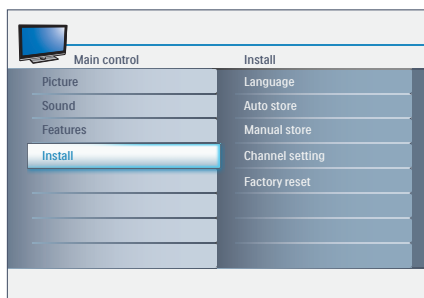 Main control
Install
Picture
Language
Sound
Auto store
Features
Manual store
Install
Channel setting
Factory reset